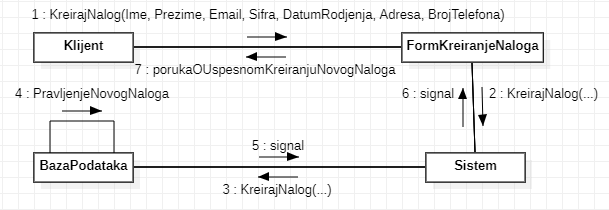 1 : KreirajNalog(Ime, Prezime, Email, Sifra, DatumRodjenja, Adresa, BrojTelefona)
Klijent
FormKreiranjeNaloga
7 : porukaOUspesnomKreiranjuNovogNaloga
4 : PravljenjeNovogNaloga
6 : signal
2 : KreirajNalog(...)
5 : signal
BazaPodataka
Sistem
3 : KreirajNalog(...)